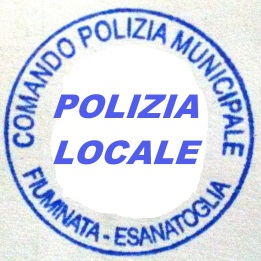 COMANDO POLIZIA MUNICIPALE
POLIZIA
LOCALE
FIUMINATA - ESANATOGLIA